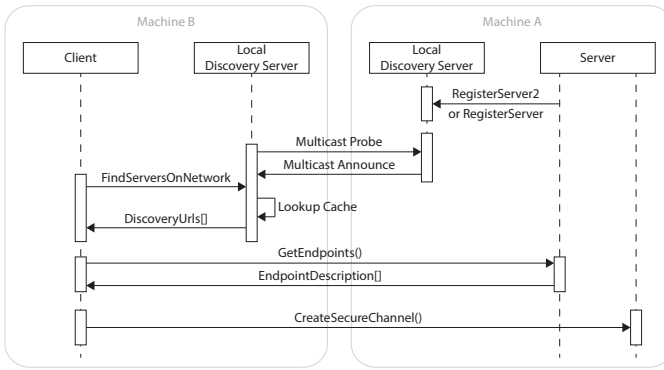 Machine B
Machine A
Client
Local
Discovery Server
Local
Discovery Server
Server
RegisterServer2
or RegisterServer
Multicast Probe
Multicast Announce
FindServersOnNetwork
Lookup Cache
DiscoveryUrls[]
GetEndpoints()
EndpointDescription[]
CreateSecureChannel()